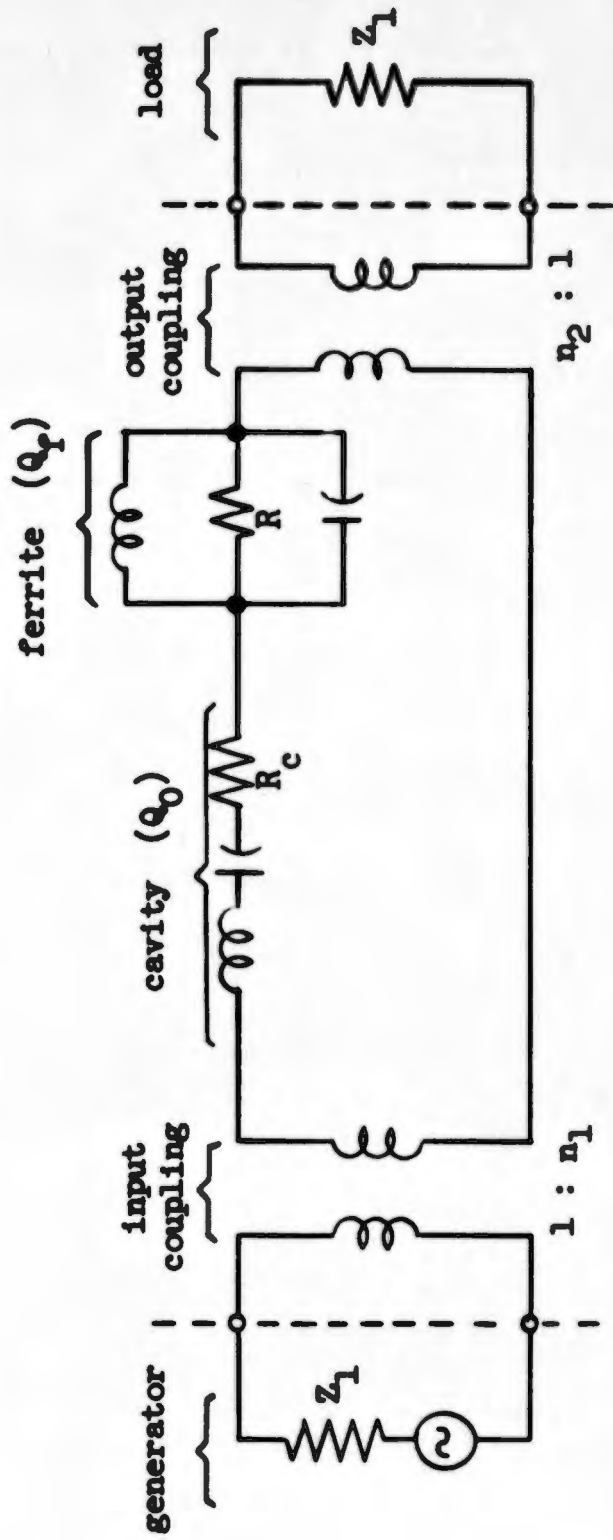 generator
input
coupling
cavity (Q0)
ferrite (Qf)
output
coupling
load
Z1
Rc
R
Z1
1 : n1
n2 : 1